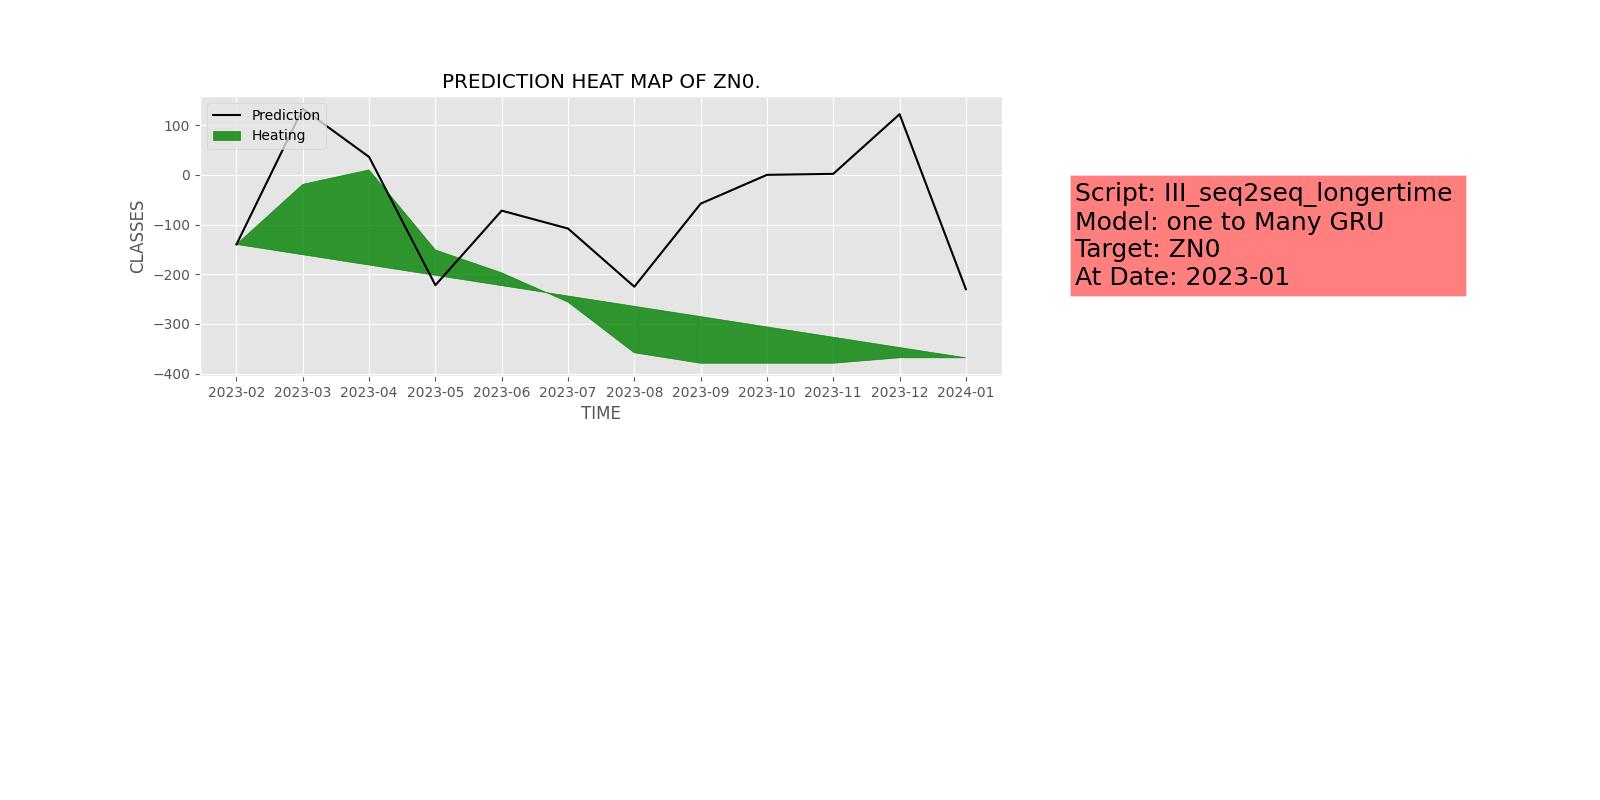 PREDICTION HEAT MAP OF ZN0.
Prediction
Heating
100
0
−100
−200
−300
−400
CLASSES
2023-02 2023-03 2023-04 2023-05 2023-06 2023-07 2023-08 2023-09 2023-10 2023-11 2023-12 2024-01
TIME
Script: III_seq2seq_longertime
Model: one to Many GRU
Target: ZN0
At Date: 2023-01